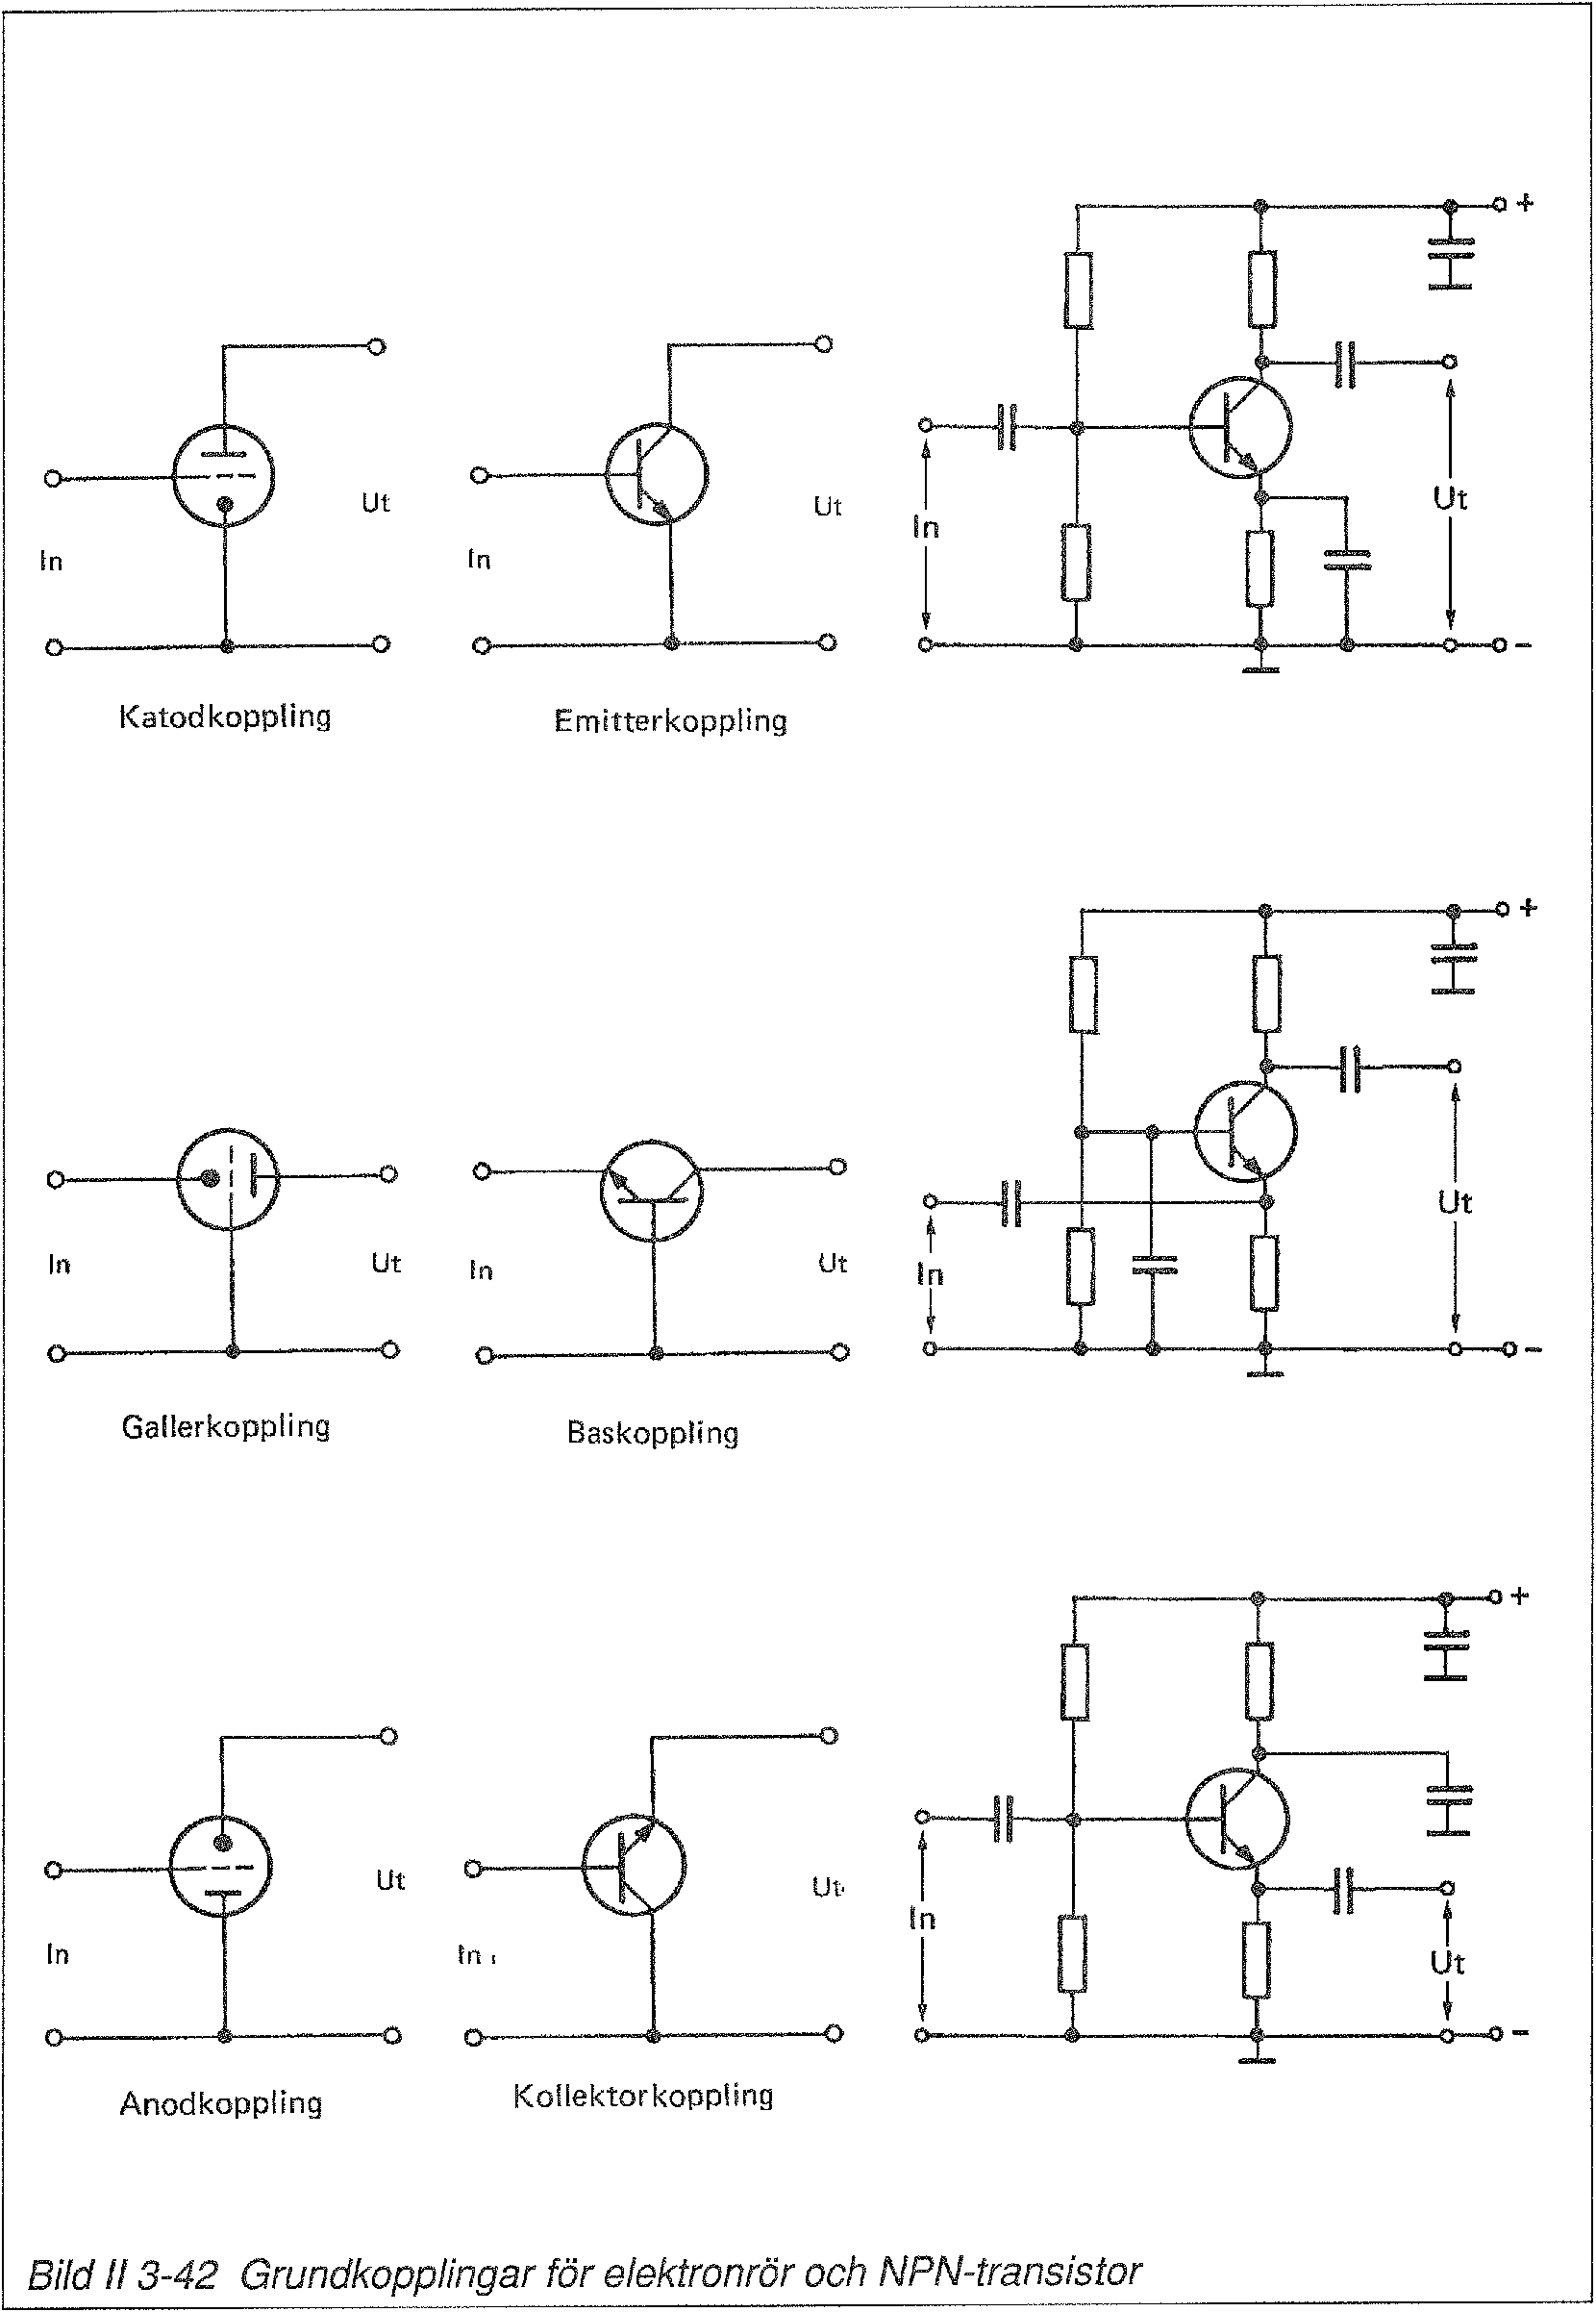 +
Ut
Ut
In
In
In
Ut
-
Katodkoppling
Emitterkoppling
+
In
Ut
In
Ut
In
Ut
-
Gallerkoppling
Baskoppling
+
In
Ut
In
Ut
In
Ut
-
Anodkoppling
Kollektorkoppling
Bild II 3-42 Grundkopplingar för elektronrör och NPN-transistor